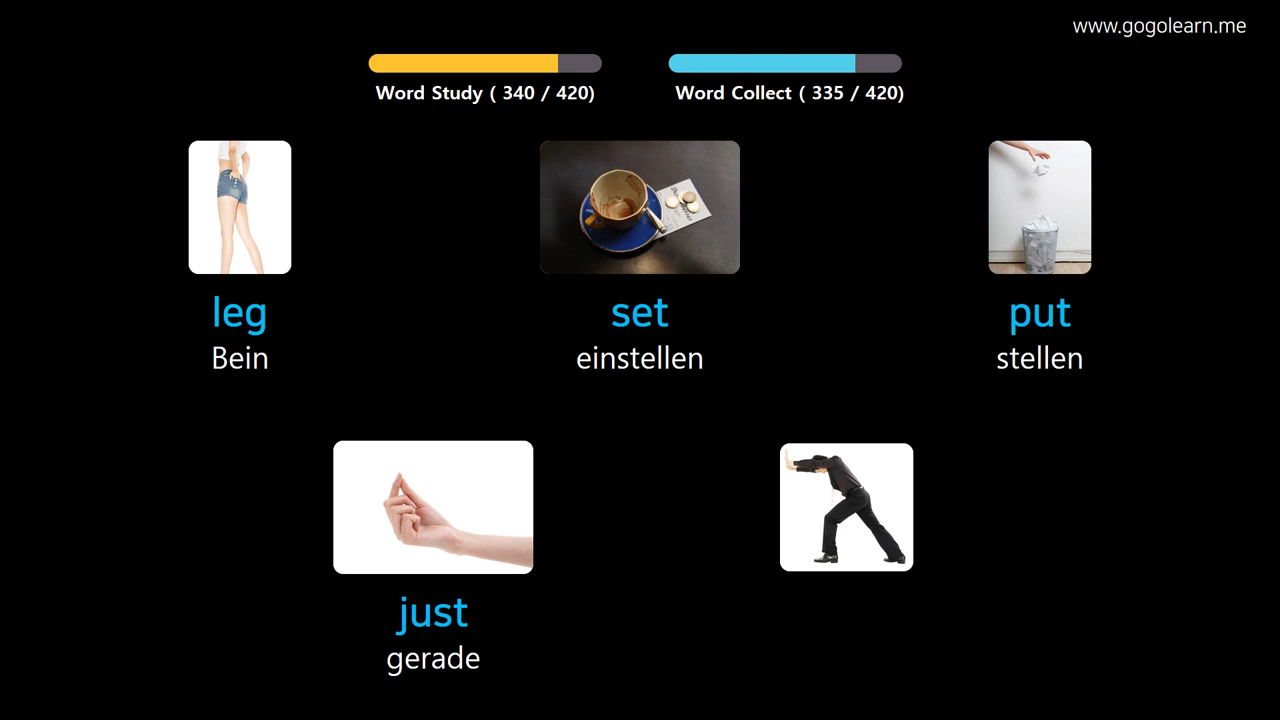 www.gogolearn.me
Word Study ( 340 / 420)
Word Collect ( 335 / 420)
leg
Bein
set
einstellen
put
stellen
just
gerade